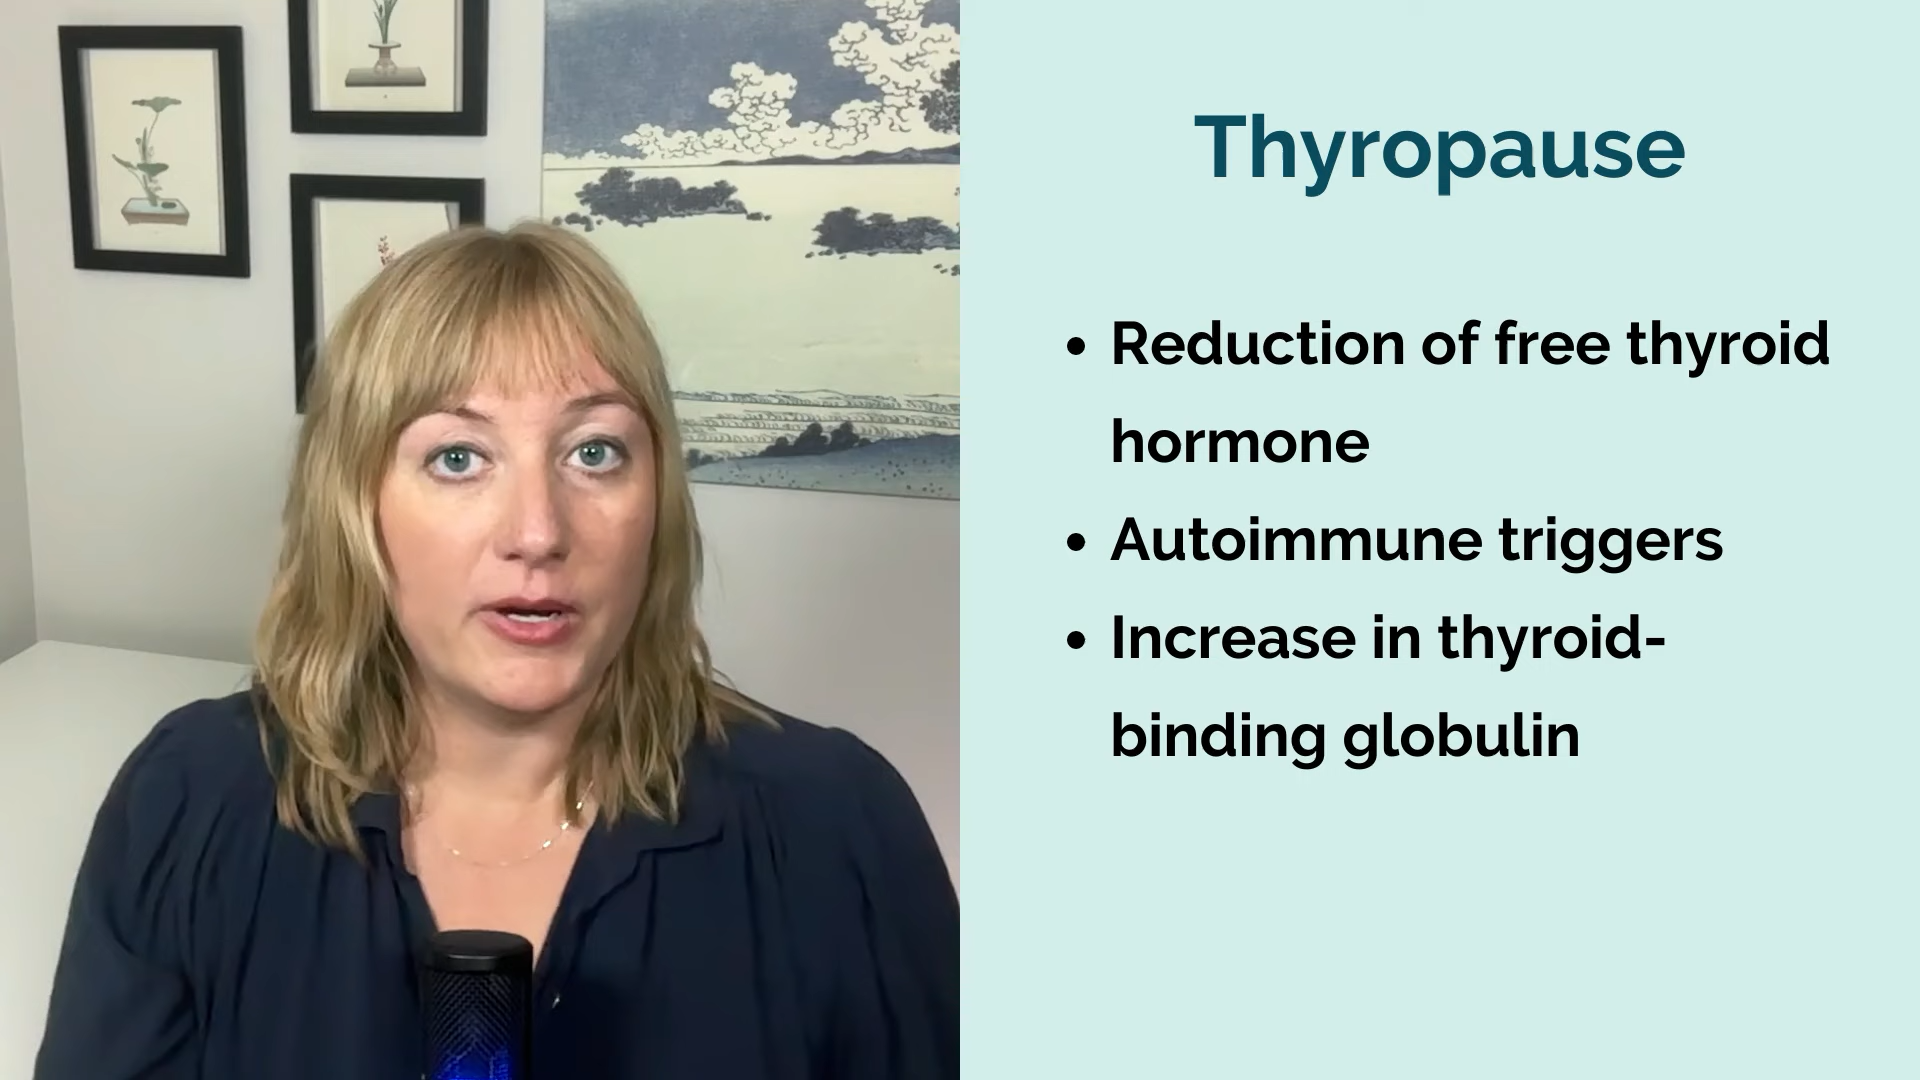 Thyropause
• Reduction of free thyroid
hormone
• Autoimmune triggers
• Increase in thyroid-
binding globulin